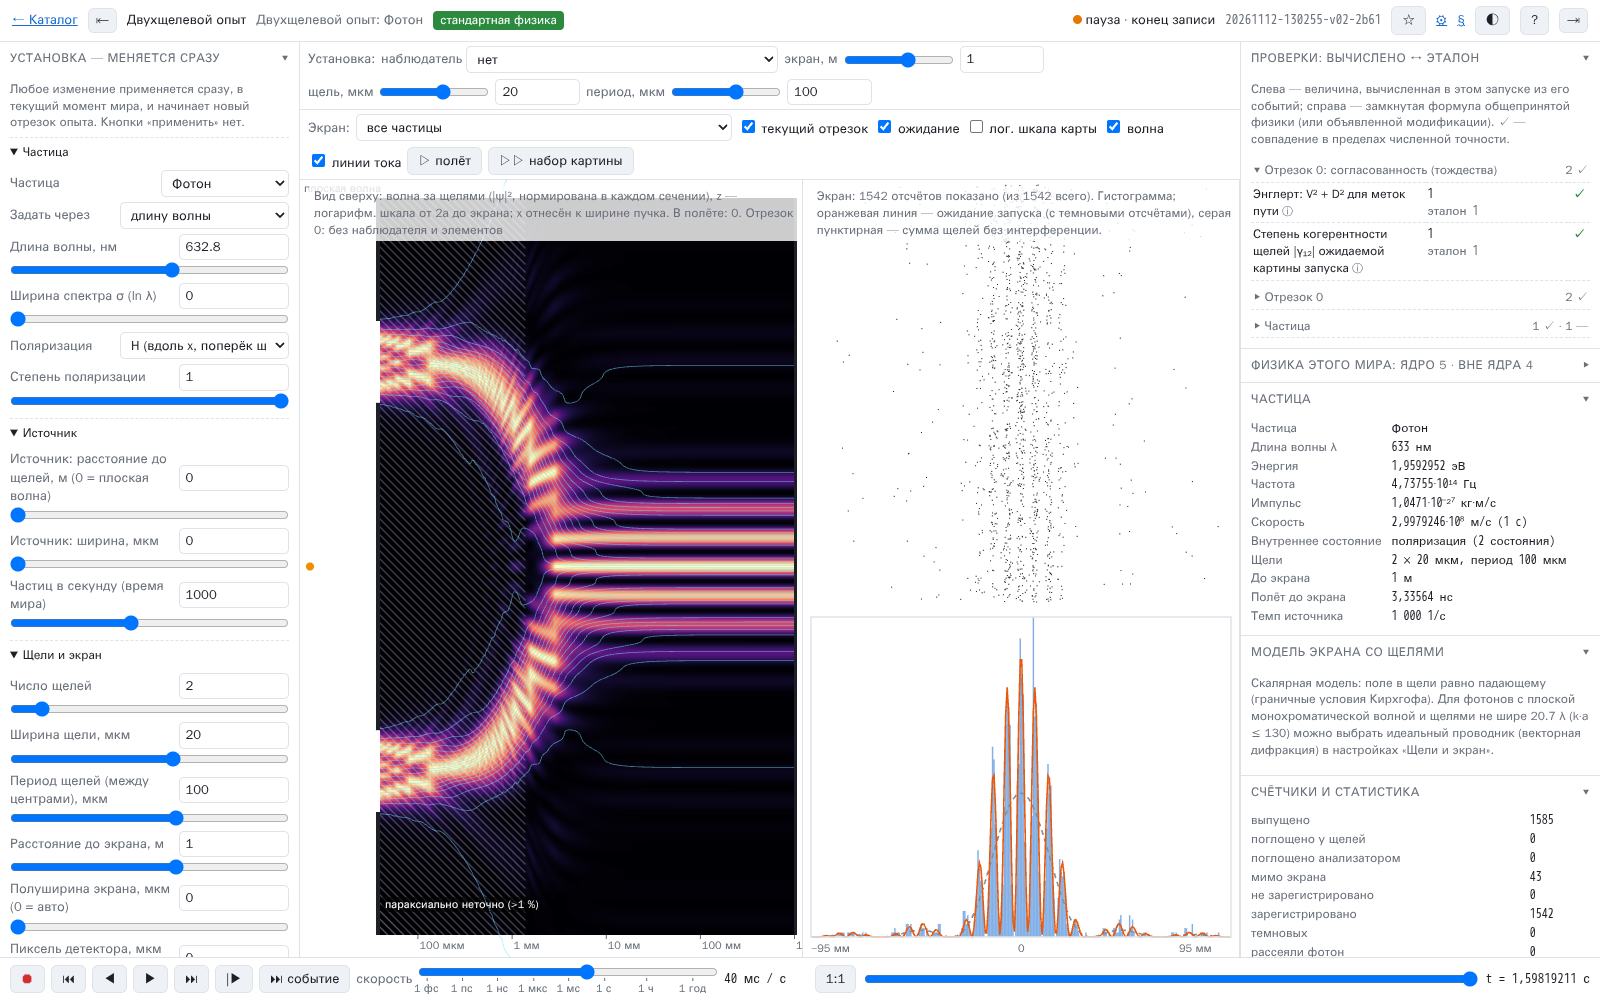 ← Каталог ⇤ Двухщелевой опыт Двухщелевой опыт: Фотон стандартная физика пауза · конец записи 20261112-130255-v02-2b61 ☆ ⚙ § ◐ ? ⇥
УСТАНОВКА — МЕНЯЕТСЯ СРАЗУ
Любое изменение применяется сразу, в
текущий момент мира, и начинает новый
отрезок опыта. Кнопки «применить» нет.
Частица
Частица Фотон
Задать через длину волны
Длина волны, нм 632.8
Ширина спектра σ (ln λ) 0
Поляризация H (вдоль x, поперёк щ
Степень поляризации 1
Источник
Источник: расстояние до
щелей, м (0 = плоская
волна) 0
Источник: ширина, мкм 0
Частиц в секунду (время
мира) 1000
Щели и экран
Число щелей 2
Ширина щели, мкм 20
Период щелей (между
центрами), мкм 100
Расстояние до экрана, м 1
Полуширина экрана, мкм
(0 = авто) 0
Пиксель детектора, мкм
Установка: наблюдатель нет экран, м 1
щель, мкм 20 период, мкм 100
Экран: все частицы текущий отрезок ожидание лог. шкала карты волна
линии тока ▷ полёт ▷▷ набор картины
плоская волна
Вид сверху: волна за щелями (|ψ|², нормирована в каждом сечении), z —
логарифм. шкала от 2a до экрана; x отнесён к ширине пучка. В полёте: 0. Отрезок
0: без наблюдателя и элементов
параксиально неточно (>1 %)
100 мкм 1 мм 10 мм 100 мм 1
Экран: 1542 отсчётов показано (из 1542 всего). Гистограмма;
оранжевая линия — ожидание запуска (с темновыми отсчётами), серая
пунктирная — сумма щелей без интерференции.
−95 мм 0 95 мм
ПРОВЕРКИ: ВЫЧИСЛЕНО ↔ ЭТАЛОН
Слева — величина, вычисленная в этом запуске из его
событий; справа — замкнутая формула общепринятой
физики (или объявленной модификации). ✓ —
совпадение в пределах численной точности.
Отрезок 0: согласованность (тождества) 2 ✓
Энглерт: V² + D² для меток 1 ✓
пути ⓘ эталон 1
Степень когерентности 1 ✓
щелей |γ₁₂| ожидаемой эталон 1
картины запуска ⓘ
Отрезок 0 2 ✓
Частица 1 ✓ · 1 —
ФИЗИКА ЭТОГО МИРА: ЯДРО 5 · ВНЕ ЯДРА 4
ЧАСТИЦА
Частица Фотон
Длина волны λ 633 нм
Энергия 1,9592952 эВ
Частота 4,73755·10¹⁴ Гц
Импульс 1,0471·10⁻²⁷ кг·м/с
Скорость 2,9979246·10⁸ м/с (1 c)
Внутреннее состояние поляризация (2 состояния)
Щели 2 × 20 мкм, период 100 мкм
До экрана 1 м
Полёт до экрана 3,33564 нс
Темп источника 1 000 1/с
МОДЕЛЬ ЭКРАНА СО ЩЕЛЯМИ
Скалярная модель: поле в щели равно падающему
(граничные условия Кирхгофа). Для фотонов с плоской
монохроматической волной и щелями не шире 20.7 λ (k·a
≤ 130) можно выбрать идеальный проводник (векторная
дифракция) в настройках «Щели и экран».
СЧЁТЧИКИ И СТАТИСТИКА
выпущено 1585
поглощено у щелей 0
поглощено анализатором 0
мимо экрана 43
не зарегистрировано 0
зарегистрировано 1542
темновых 0
рассеяли фотон 0
⏭ событие скорость 1 фс 1 пс 1 нс 1 мкс 1 мс 1 с 1 ч 1 год 40 мс / с 1:1 t = 1,59819211 с